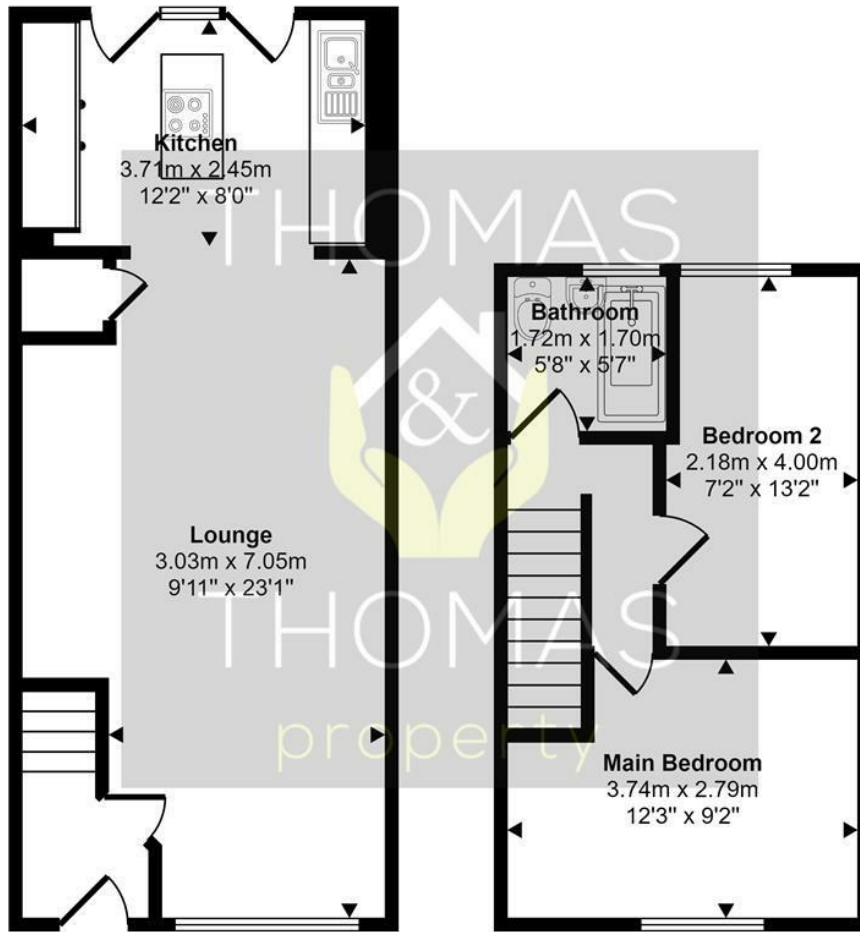 Kitchen
3.71m x 2.45m
12'2" x 8'0"
THOMAS
&
Lounge
3.03m x 7.05m
9'11" x 23'1"
THOMAS
property
Bathroom
1.72m x 1.70m
5'8" x 5'7"
Bedroom 2
2.18m x 4.00m
7'2" x 13'2"
Main Bedroom
3.74m x 2.79m
12'3" x 9'2"